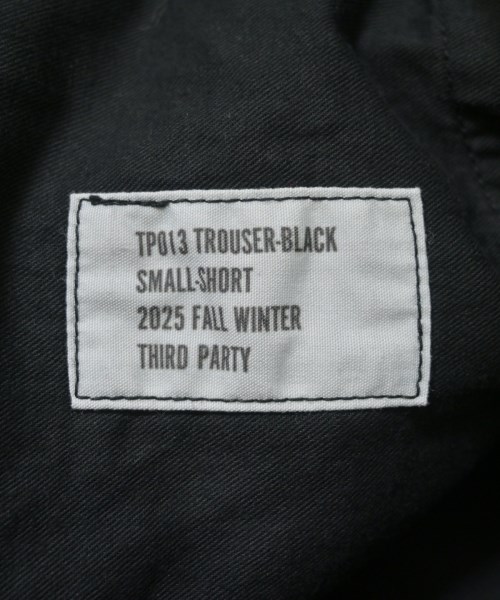 TP013 TROUSER-BLACK
SMALL-SHORT
2025 FALL WINTER
THIRD PARTY